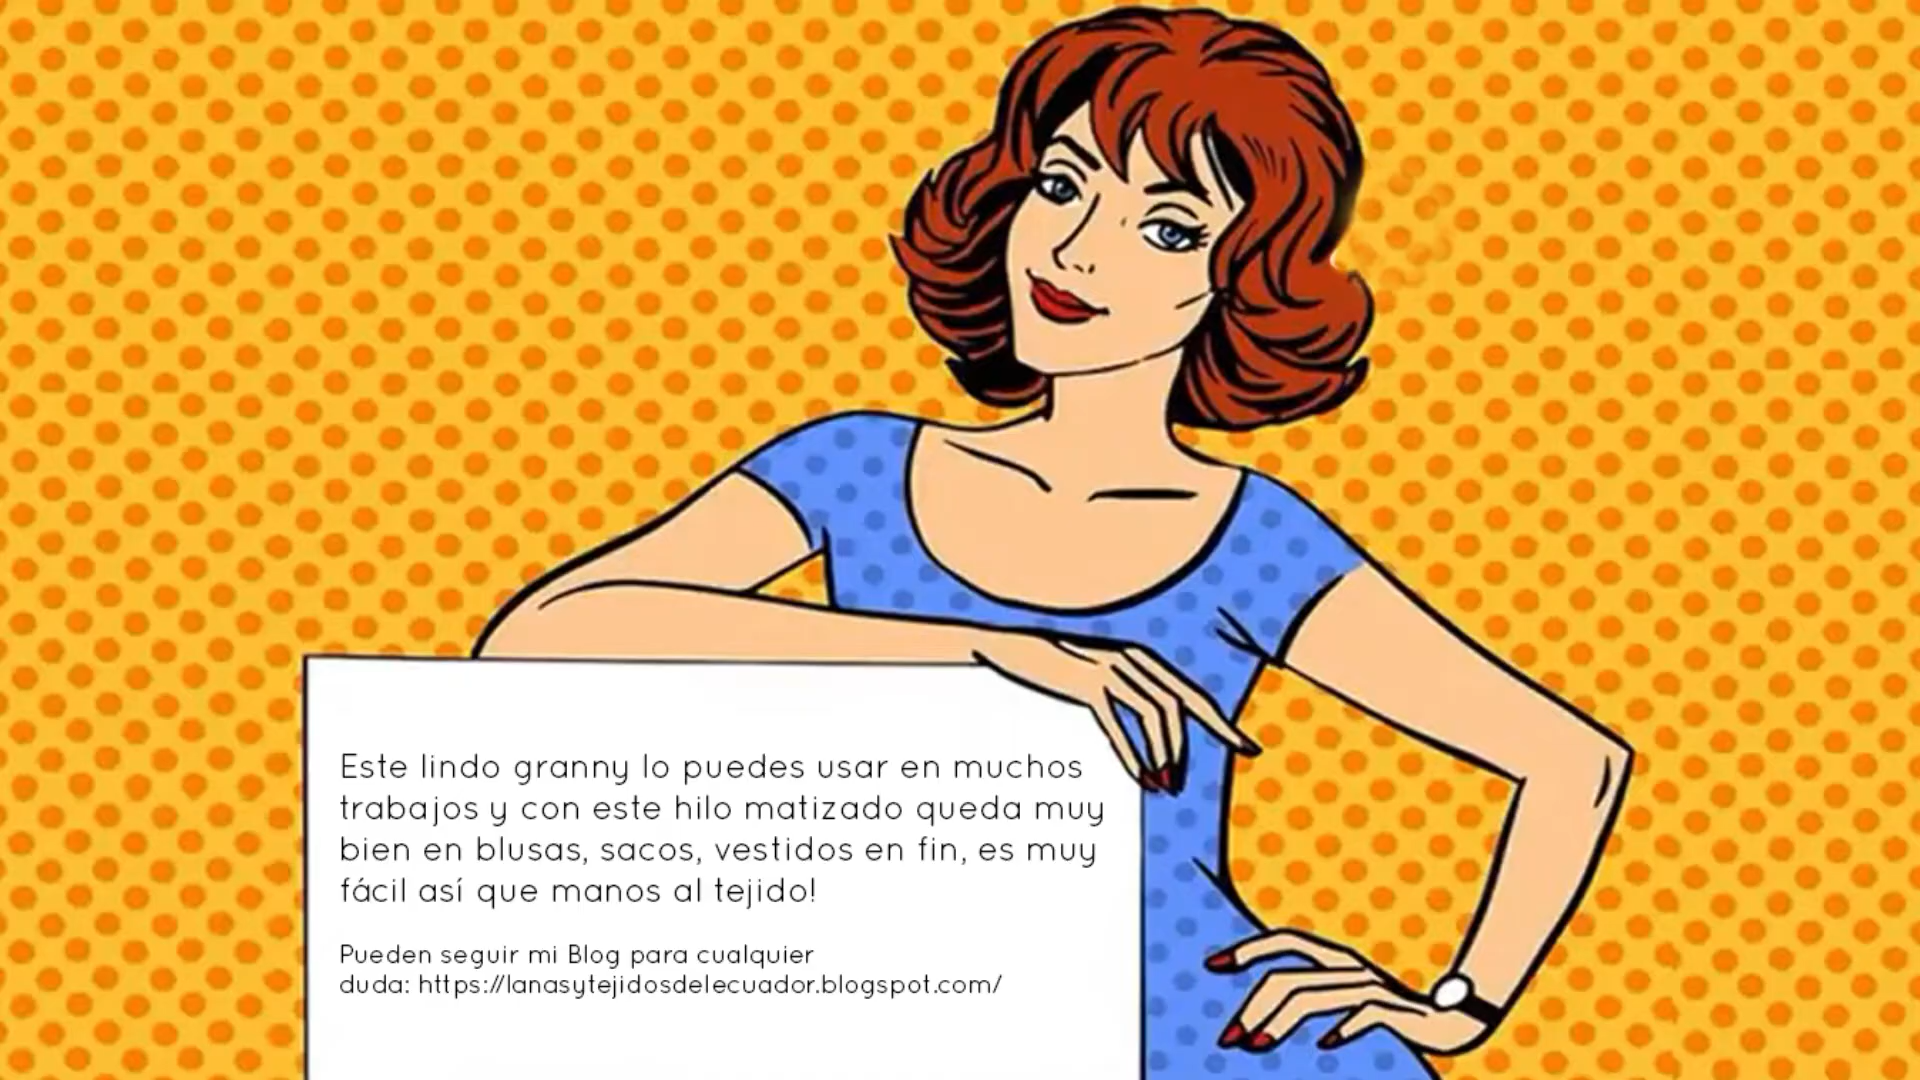 Este lindo granny lo puedes usar en muchos
trabajos y con este hilo matizado queda muy
bien en blusas, sacos, vestidos en fin, es muy
fácil así que manos al tejido!
Pueden seguir mi Blog para cualquier
duda: https://lanasytejidosdelecuador.blogspot.com/